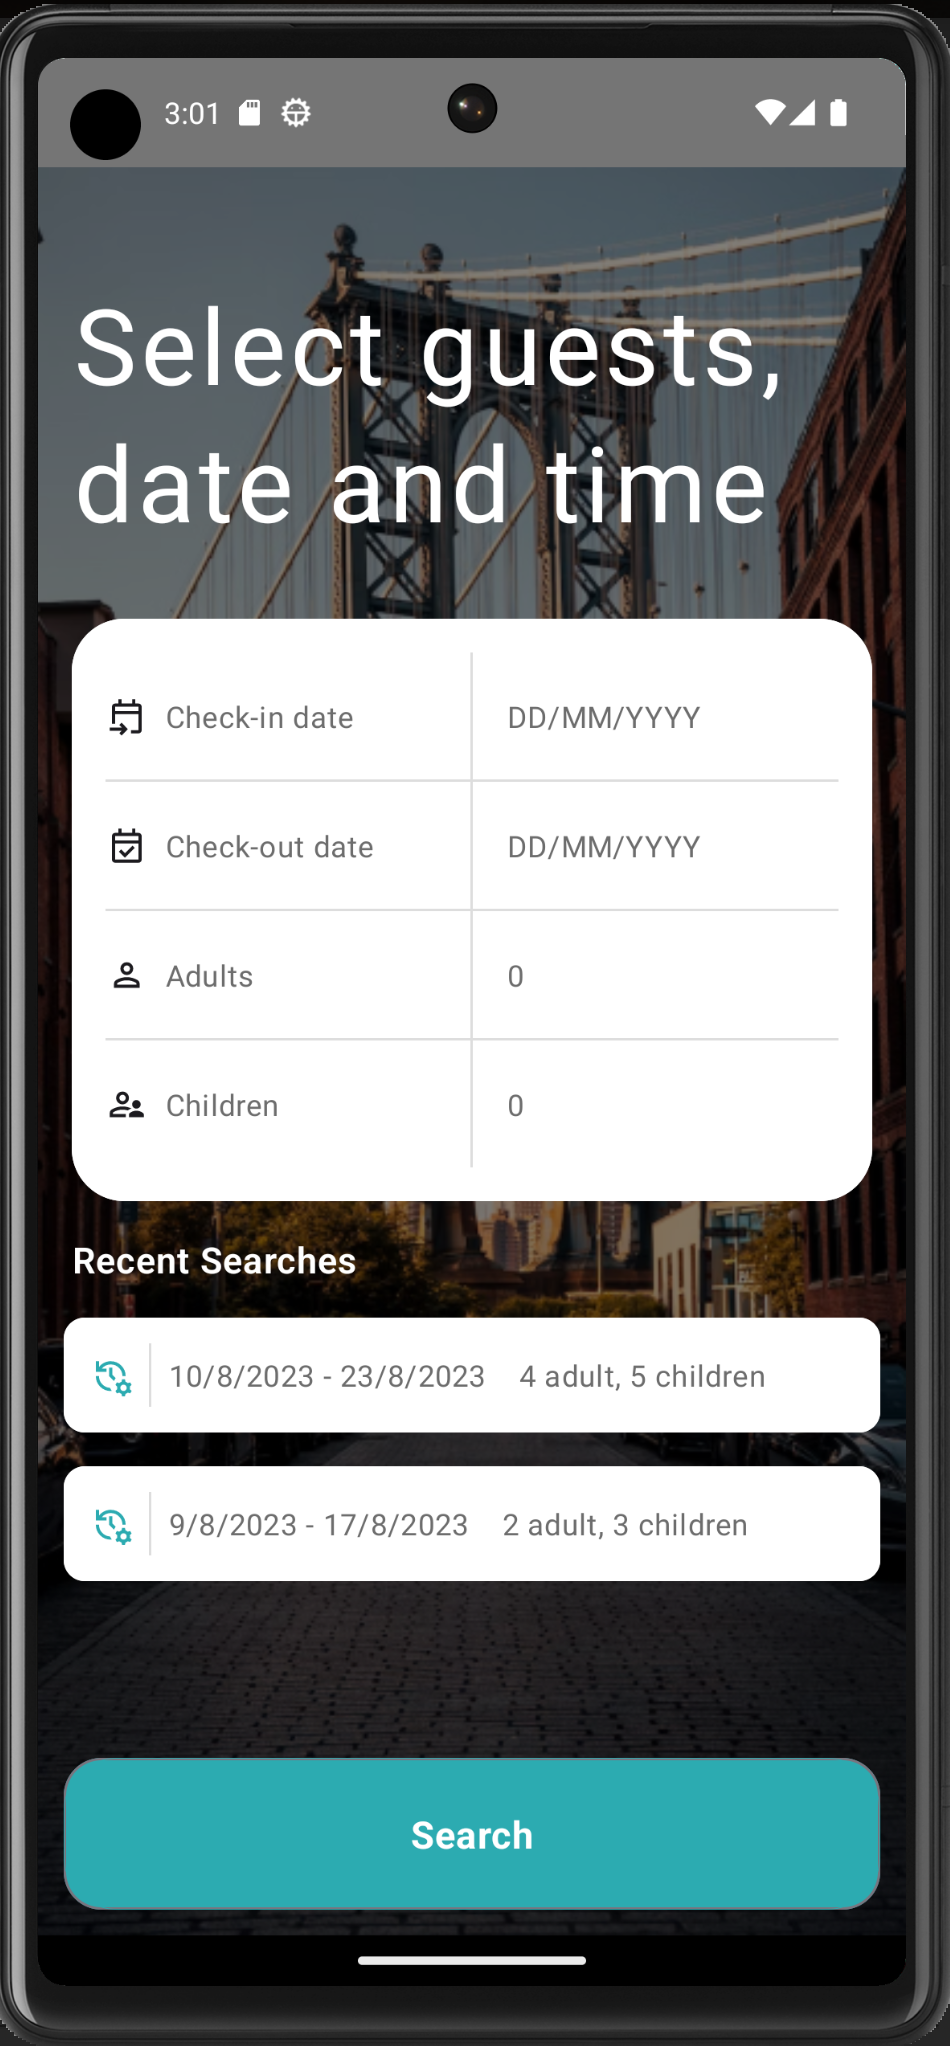 3:01
Select guests,
date and time
Check-in date DD/MM/YYYY
Check-out date DD/MM/YYYY
Adults 0
Children 0
Recent Searches
10/8/2023 - 23/8/2023 4 adult, 5 children
9/8/2023 - 17/8/2023 2 adult, 3 children
Search